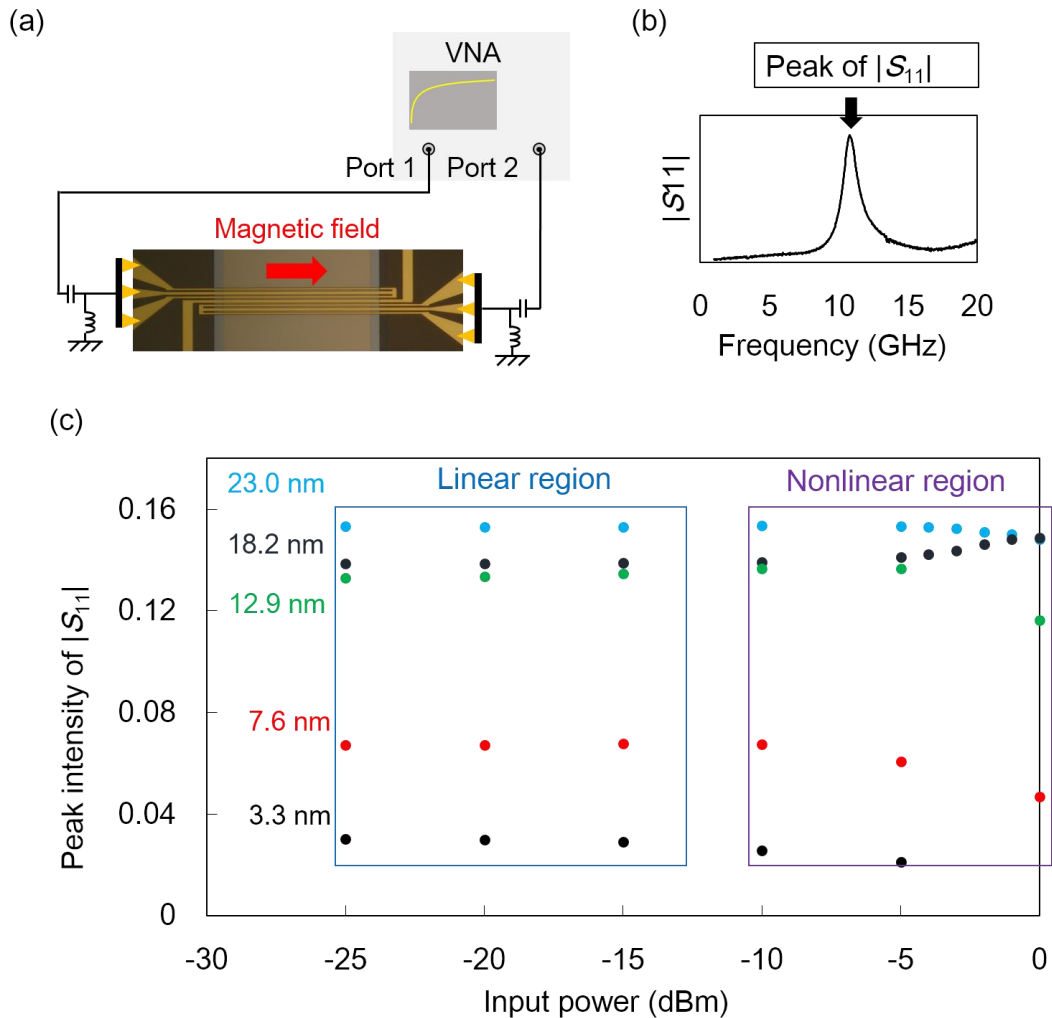 (a)
VNA
Port 1
Port 2
Magnetic field
(b)
Peak of |S₁₁|
|S11|
0
5
10
15
20
Frequency (GHz)
(c)
23.0 nm
Linear region
Nonlinear region
0.16
18.2 nm
12.9 nm
0.12
7.6 nm
0.08
3.3 nm
0.04
0
Peak intensity of |S₁₁|
-30
-25
-20
-15
-10
-5
0
Input power (dBm)